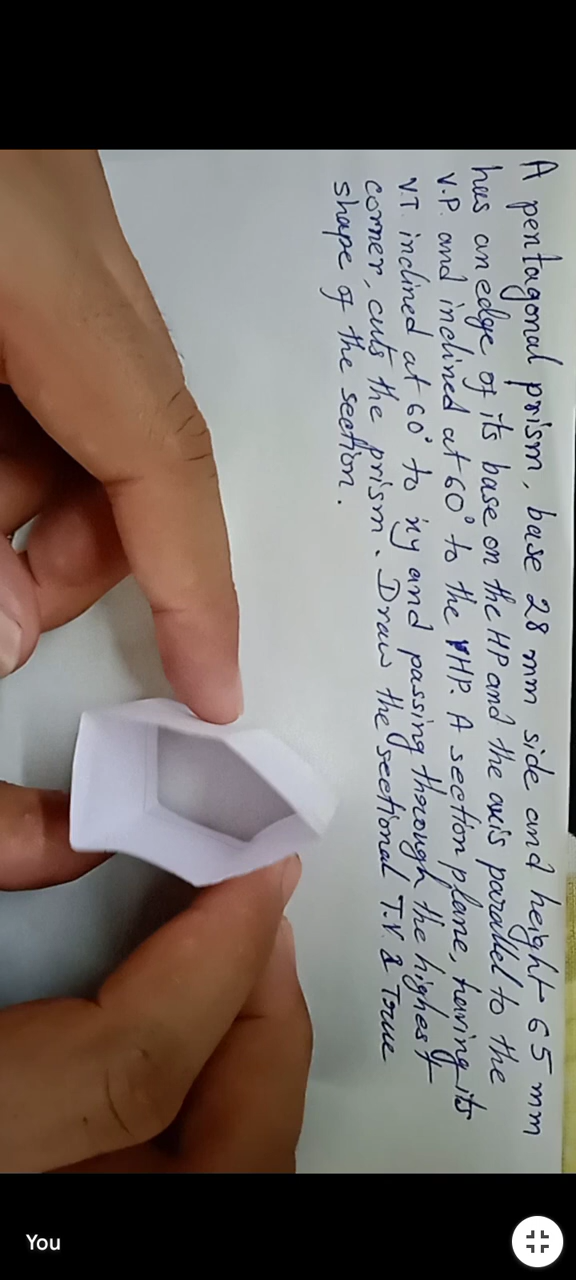 A pentagonal prism, base 28 mm side and height 65 mm
has an edge of its base on the HP and the axis parallel to the
V.P. and inclined at 60° to the HP. A section plane, having its
V.T. inclined at 60° to xy and passing through the highest
corner, cuts the prism. Draw the sectional T.V. & True
shape of the section.
You